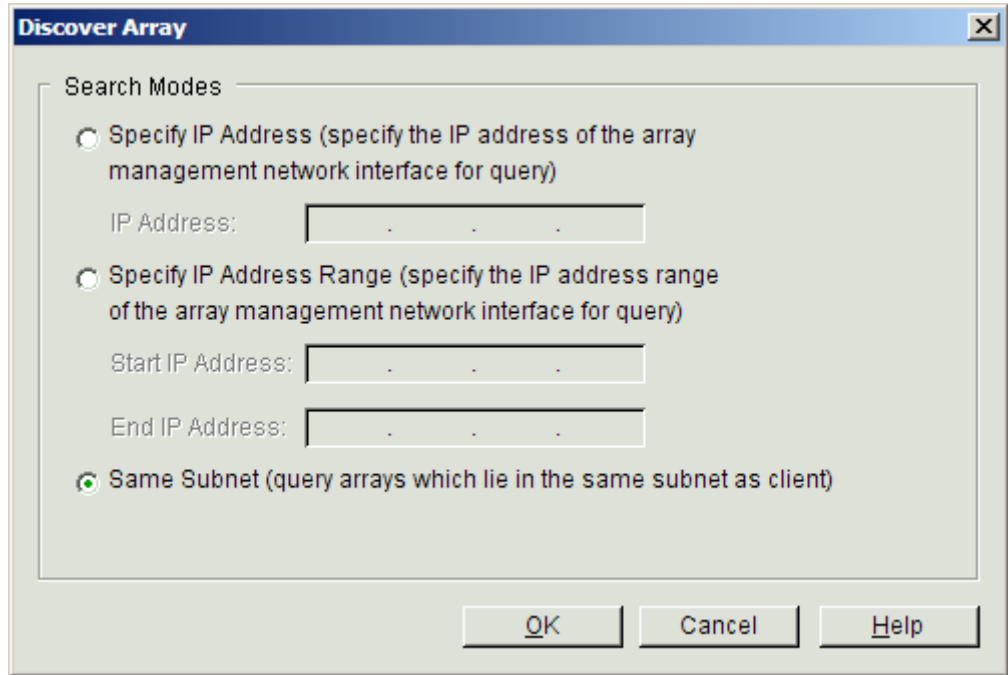 Discover Array
Search Modes
Specify IP Address (specify the IP address of the array
management network interface for query)
IP Address: . . .
Specify IP Address Range (specify the IP address range
of the array management network interface for query)
Start IP Address: . . .
End IP Address: . . .
Same Subnet (query arrays which lie in the same subnet as client)
OK Cancel Help